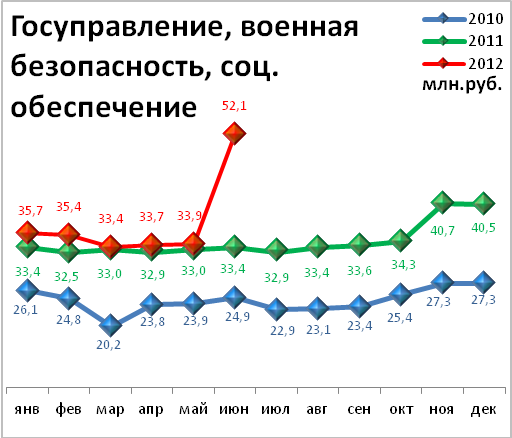 Госуправление, военная
безопасность, соц.
обеспечение
2010
2011
2012
млн.руб.
52,1
35,7 35,4 33,4 33,7 33,9
33,4 32,5 33,0 32,9 33,0 33,4 32,9 33,4 33,6 34,3 40,7 40,5
26,1 24,8 20,2 23,8 23,9 24,9 22,9 23,1 23,4 25,4 27,3 27,3
янв фев мар апр май июн июл авг сен окт ноя дек